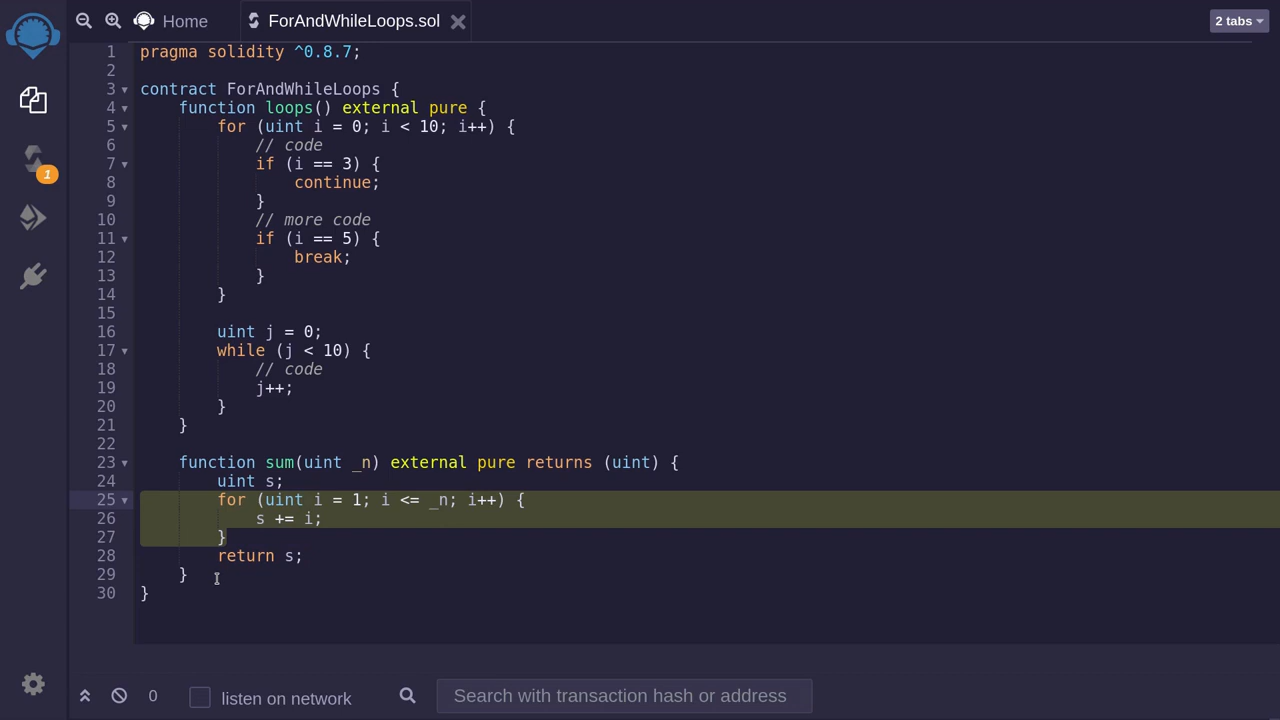 Home
ForAndWhileLoops.sol
2 tabs
1 pragma solidity ^0.8.7;
2
3 contract ForAndWhileLoops {
4 function loops() external pure {
5 for (uint i = 0; i < 10; i++) {
6 // code
7 if (i == 3) {
8 continue;
9 }
10 // more code
11 if (i == 5) {
12 break;
13 }
14 }
15
16 uint j = 0;
17 while (j < 10) {
18 // code
19 j++;
20 }
21 }
22
23 function sum(uint _n) external pure returns (uint) {
24 uint s;
25 for (uint i = 1; i <= _n; i++) {
26 s += i;
27 }
28 return s;
29 }
30 }
1
0 listen on network Search with transaction hash or address